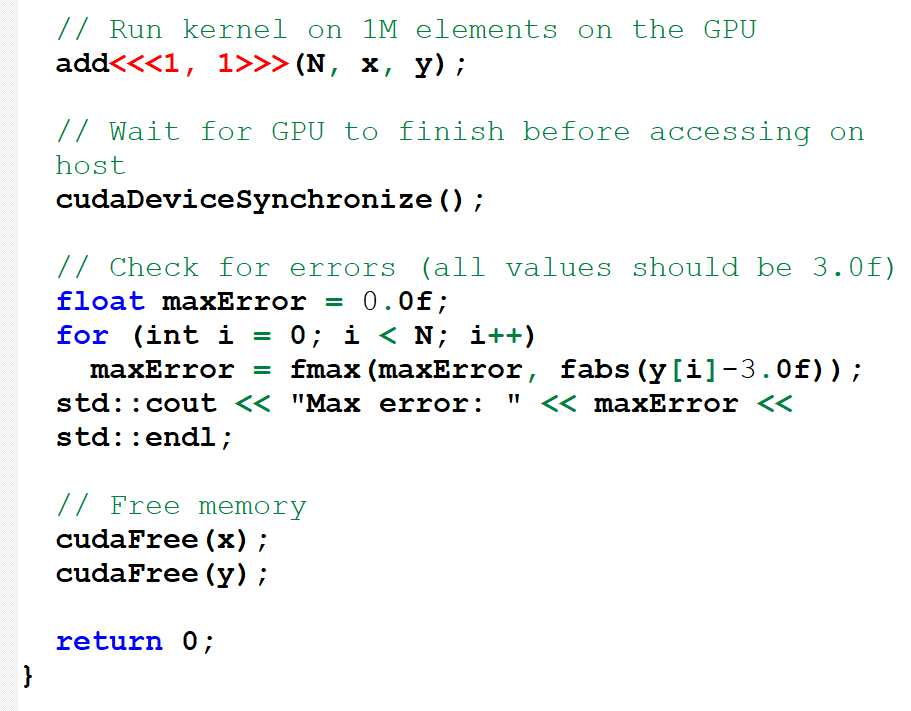 // Run kernel on 1M elements on the GPU
add<<<1, 1>>>(N, x, y);
// Wait for GPU to finish before accessing on
host
cudaDeviceSynchronize();
// Check for errors (all values should be 3.0f)
float maxError = 0.0f;
for (int i = 0; i < N; i++)
maxError = fmax(maxError, fabs(y[i]-3.0f));
std::cout << "Max error: " << maxError <<
std::endl;
// Free memory
cudaFree(x);
cudaFree(y);
return 0;
}